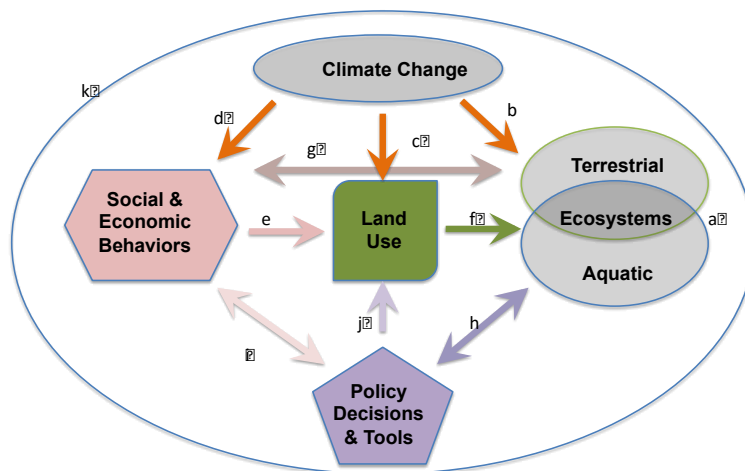 Climate Change
k
d
b
g
c
Terrestrial
Social &
Economic
Behaviors
Land
Use
e
f
Ecosystems
a
Aquatic
j
h
Policy
Decisions
& Tools